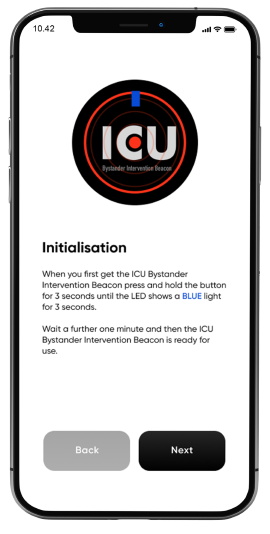 10.42
ICU
Bystander Intervention Beacon
Initialisation
When you first get the ICU Bystander
Intervention Beacon press and hold the button
for 3 seconds until the LED shows a BLUE light
for 3 seconds.
Wait a further one minute and then the ICU
Bystander Intervention Beacon is ready for
use.
Back
Next